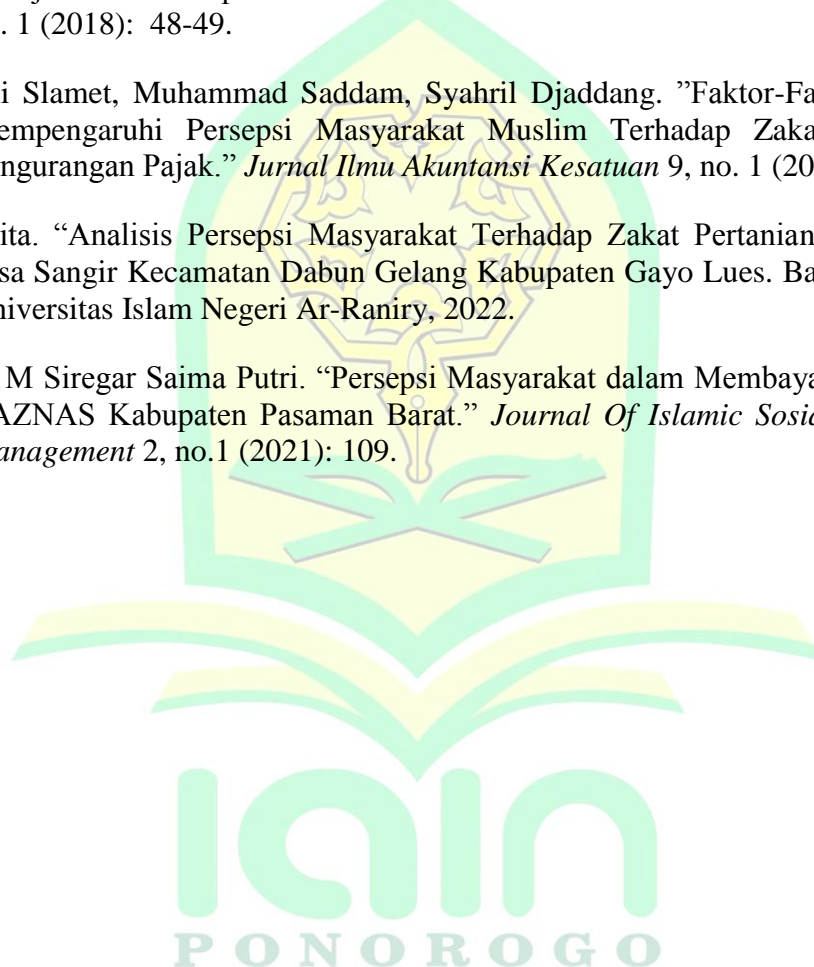 . 1 (2018): 48-49.
i Slamet, Muhammad Saddam, Syahril Djaddang. ”Faktor-Fa
empengaruhi Persepsi Masyarakat Muslim Terhadap Zaka
ngurangan Pajak.” Jurnal Ilmu Akuntansi Kesatuan 9, no. 1 (20
ita. “Analisis Persepsi Masyarakat Terhadap Zakat Pertanian
sa Sangir Kecamatan Dabun Gelang Kabupaten Gayo Lues. Ba
niversitas Islam Negeri Ar-Raniry, 2022.
M Siregar Saima Putri. “Persepsi Masyarakat dalam Membaya
AZNAS Kabupaten Pasaman Barat.” Journal Of Islamic Sosia
anagement 2, no.1 (2021): 109.
iain
PONOROGO